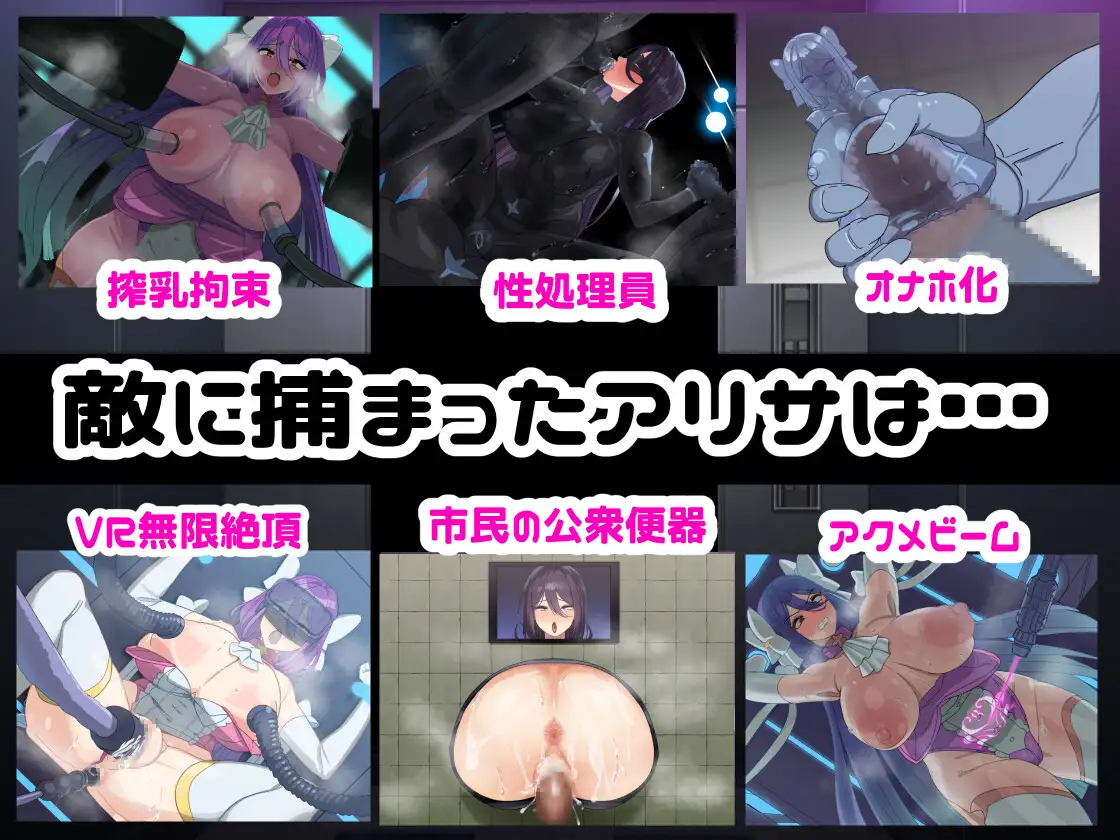 搾乳拘束
性処理員
オナホ化
敵に捕まったアリサは…
VR無限絶頂
市民の公衆便器
アクメビーム